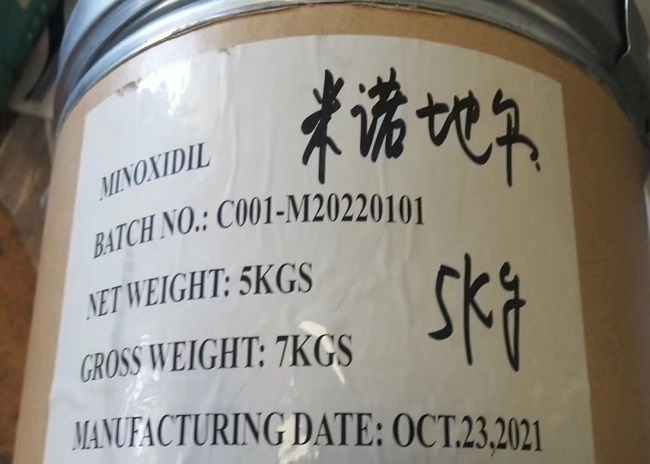 米诺地尔
MINOXIDIL
BATCH NO.: C001-M20220101
NET WEIGHT: 5KGS
5kg
GROSS WEIGHT: 7KGS
MANUFACTURING DATE: OCT.23,2021